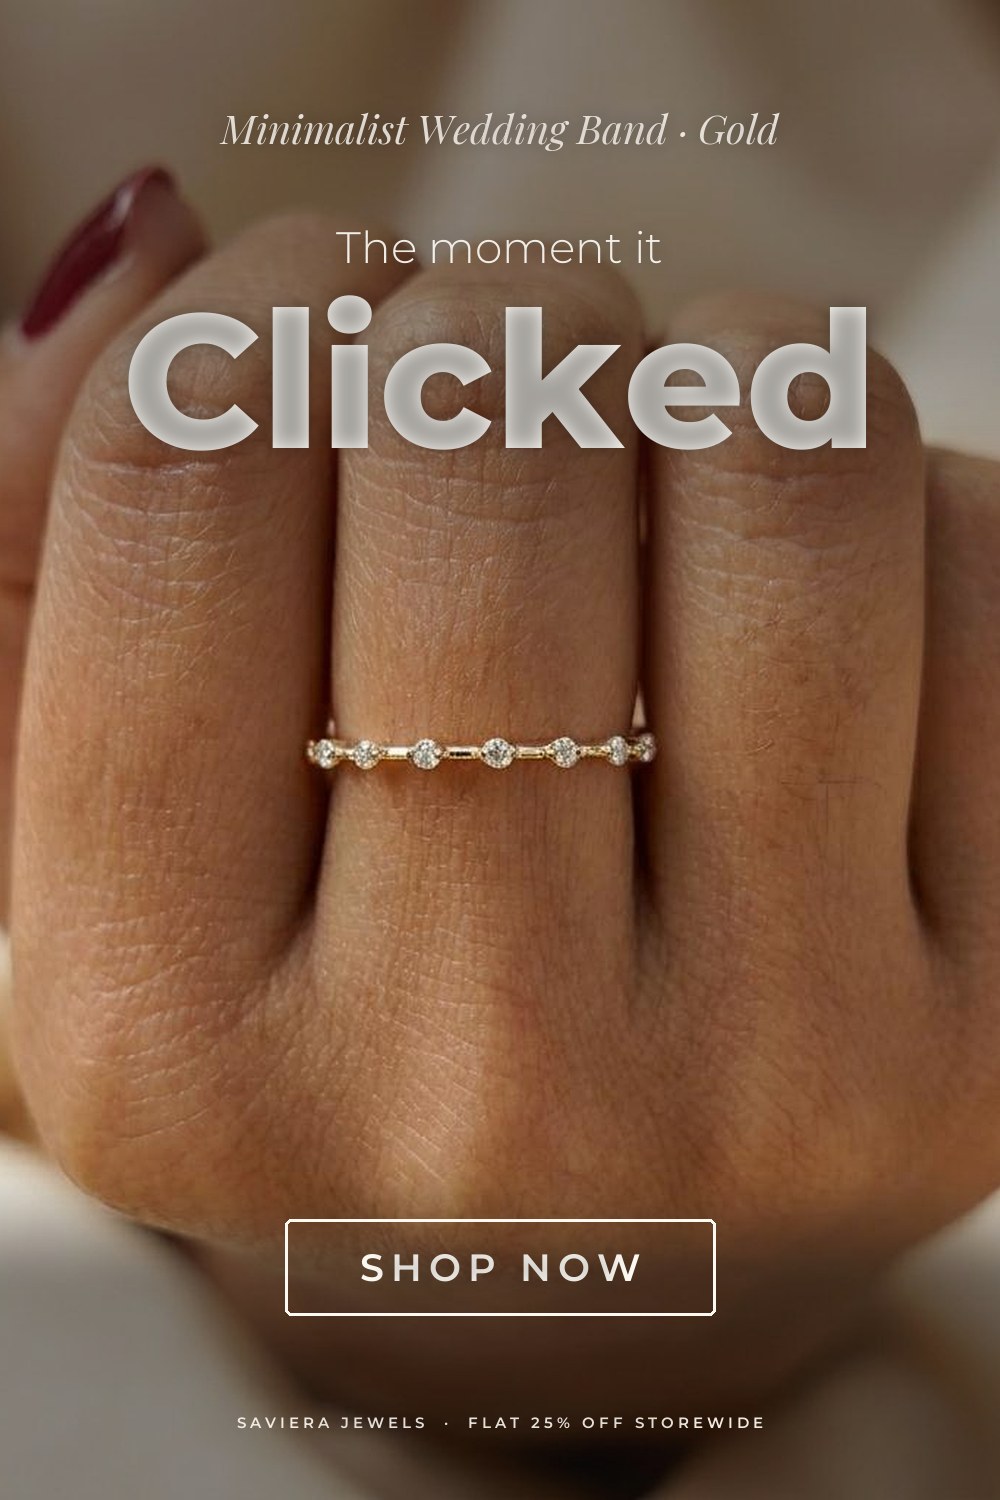 Minimalist Wedding Band · Gold
The moment it
Clicked
SHOP NOW
SAVIERA JEWELS · FLAT 25% OFF STOREWIDE